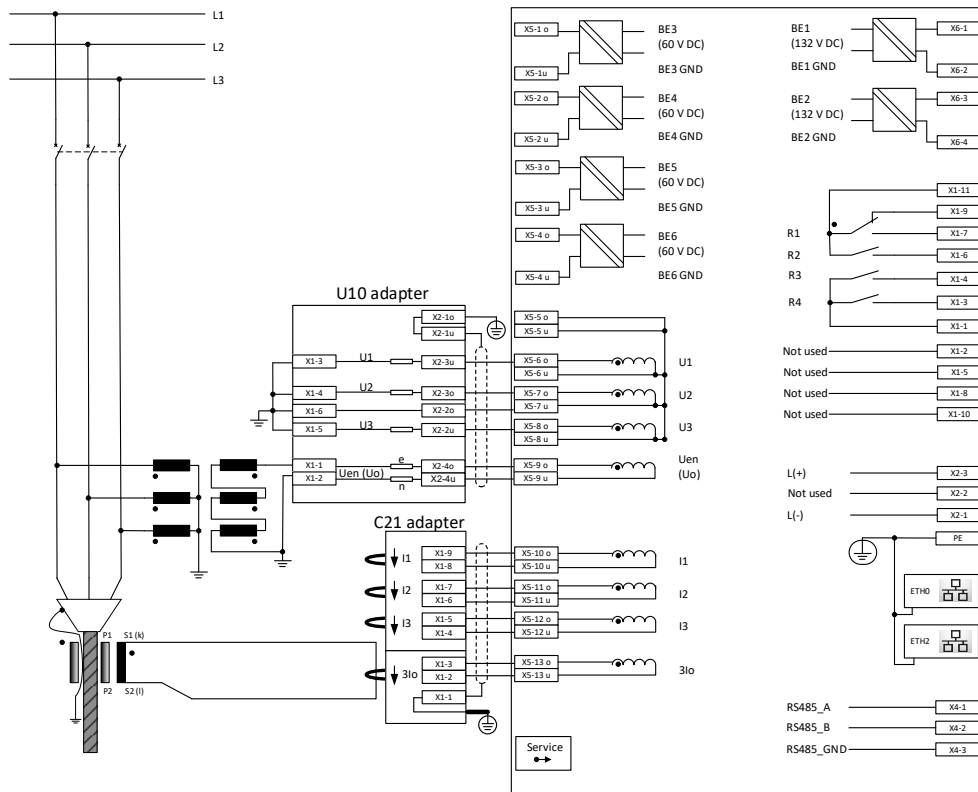 L1
L2
L3
X5-1 o
BE3
(60 V DC)
X5-1u
BE3 GND
X5-2 o
BE4
(60 V DC)
X5-2 u
BE4 GND
X5-3 o
BE5
(60 V DC)
X5-3 u
BE5 GND
X5-4 o
BE6
(60 V DC)
X5-4 u
BE6 GND
BE1
(132 V DC)
BE1 GND
X6-1
X6-2
BE2
(132 V DC)
BE2 GND
X6-3
X6-4
X1-11
X1-9
R1
X1-7
R2
X1-6
R3
X1-4
R4
X1-3
X1-1
Not used
X1-2
Not used
X1-5
Not used
X1-8
Not used
X1-10
U10 adapter
X2-1o
X2-1u
X1-3
U1
X2-3u
X1-4
U2
X2-3o
X1-6
X2-2o
X1-5
U3
X2-2u
X1-1
e
X2-4o
X1-2
Uen (Uo)
n
X2-4u
X5-5 o
X5-5 u
X5-6 o
X5-6 u
U1
X5-7 o
X5-7 u
U2
X5-8 o
X5-8 u
U3
X5-9 o
X5-9 u
Uen
(Uo)
L(+)
X2-3
Not used
X2-2
L(-)
X2-1
PE
ETH0
ETH2
C21 adapter
I1
X1-9
X1-8
I2
X1-7
X1-6
I3
X1-5
X1-4
3Io
X1-3
X1-2
X1-1
X5-10 o
X5-10 u
I1
X5-11 o
X5-11 u
I2
X5-12 o
X5-12 u
I3
X5-13 o
X5-13 u
3Io
P1
S1 (k)
P2
S2 (l)
Service
RS485_A
X4-1
RS485_B
X4-2
RS485_GND
X4-3